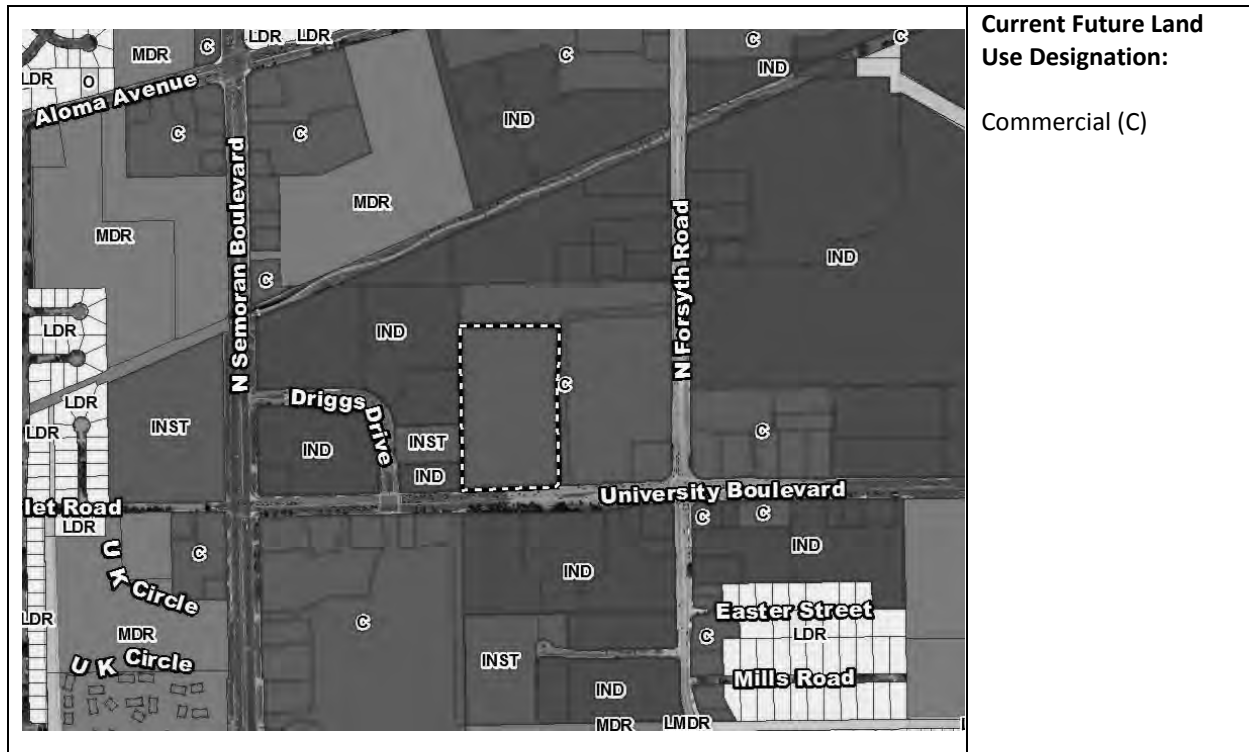 LDR
LDR
MDR
C
C
C
LDR
O
IND
Aloma Avenue
C
C
IND
MDR
MDR
N Semoran Boulevard
N Forsyth Road
IND
C
LDR
IND
LDR
C
Driggs Drive
LDR
INST
IND
INST
IND
C
University Boulevard
let Road
LDR
C
C
C
IND
IND
U K Circle
LDR
MDR
C
Easter Street
LDR
C
U K Circle
INST
Mills Road
IND
MDR
LMDR
Current Future Land
Use Designation:
Commercial (C)